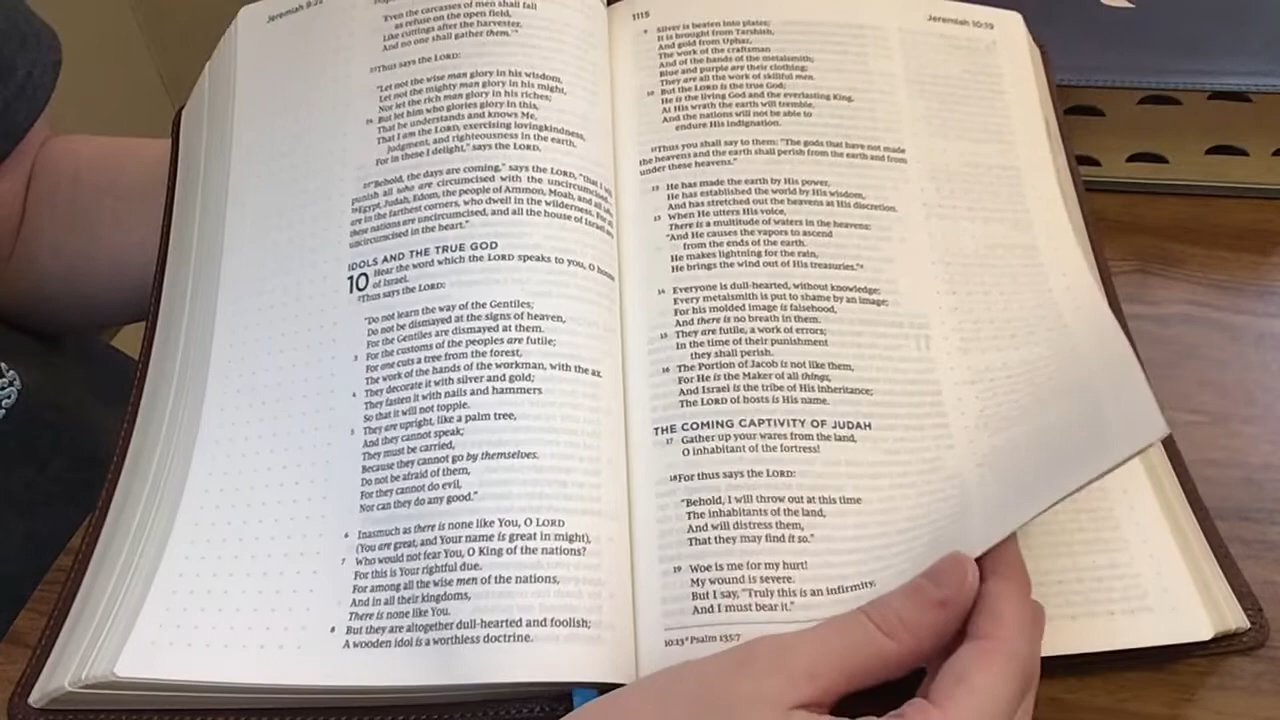 Jeremiah 9:22
"Even the carcasses of men shall fall
as refuse on the open field,
Like cuttings after the harvester,
And no one shall gather them.'"
23Thus says the LORD:
"Let not the wise man glory in his wisdom,
Let not the mighty man glory in his might,
Nor let the rich man glory in his riches;
24 But let him who glories glory in this,
That he understands and knows Me,
That I am the LORD, exercising lovingkindness,
judgment, and righteousness in the earth.
For in these I delight," says the LORD.
25"Behold, the days are coming," says the LORD, "that I will
punish all who are circumcised with the uncircumcised—
26Egypt, Judah, Edom, the people of Ammon, Moab, and all
are in the farthest corners, who dwell in the wilderness. For all
these nations are uncircumcised, and all the house of Israel are
uncircumcised in the heart."
IDOLS AND THE TRUE GOD
10 Hear the word which the LORD speaks to you, O house
of Israel.
2Thus says the LORD:
"Do not learn the way of the Gentiles;
Do not be dismayed at the signs of heaven,
For the Gentiles are dismayed at them.
3 For the customs of the peoples are futile;
For one cuts a tree from the forest,
The work of the hands of the workman, with the ax.
4 They decorate it with silver and gold;
They fasten it with nails and hammers
So that it will not topple.
5 They are upright, like a palm tree,
And they cannot speak;
They must be carried,
Because they cannot go by themselves.
Do not be afraid of them,
For they cannot do evil,
Nor can they do any good."
6 Inasmuch as there is none like You, O LORD
(You are great, and Your name is great in might),
7 Who would not fear You, O King of the nations?
For this is Your rightful due.
For among all the wise men of the nations,
And in all their kingdoms,
There is none like You.
8 But they are altogether dull-hearted and foolish;
A wooden idol is a worthless doctrine.
1115
Jeremiah 10:19
9 Silver is beaten into plates;
It is brought from Tarshish,
And gold from Uphaz,
The work of the craftsman
And of the hands of the metalsmith;
Blue and purple are their clothing;
They are all the work of skillful men.
10 But the LORD is the true God;
He is the living God and the everlasting King.
At His wrath the earth will tremble,
And the nations will not be able to
endure His indignation.
11Thus you shall say to them: "The gods that have not made
the heavens and the earth shall perish from the earth and from
under these heavens."
12 He has made the earth by His power,
He has established the world by His wisdom,
And has stretched out the heavens at His discretion.
13 When He utters His voice,
There is a multitude of waters in the heavens:
"And He causes the vapors to ascend
from the ends of the earth.
He makes lightning for the rain,
He brings the wind out of His treasuries."a
14 Everyone is dull-hearted, without knowledge;
Every metalsmith is put to shame by an image;
For his molded image is falsehood,
And there is no breath in them.
15 They are futile, a work of errors;
In the time of their punishment
they shall perish.
16 The Portion of Jacob is not like them,
For He is the Maker of all things,
And Israel is the tribe of His inheritance;
The LORD of hosts is His name.
THE COMING CAPTIVITY OF JUDAH
17 Gather up your wares from the land,
O inhabitant of the fortress!
18For thus says the LORD:
"Behold, I will throw out at this time
The inhabitants of the land,
And will distress them,
That they may find it so."
19 Woe is me for my hurt!
My wound is severe.
But I say, "Truly this is an infirmity,
And I must bear it."
10:13a Psalm 135:7